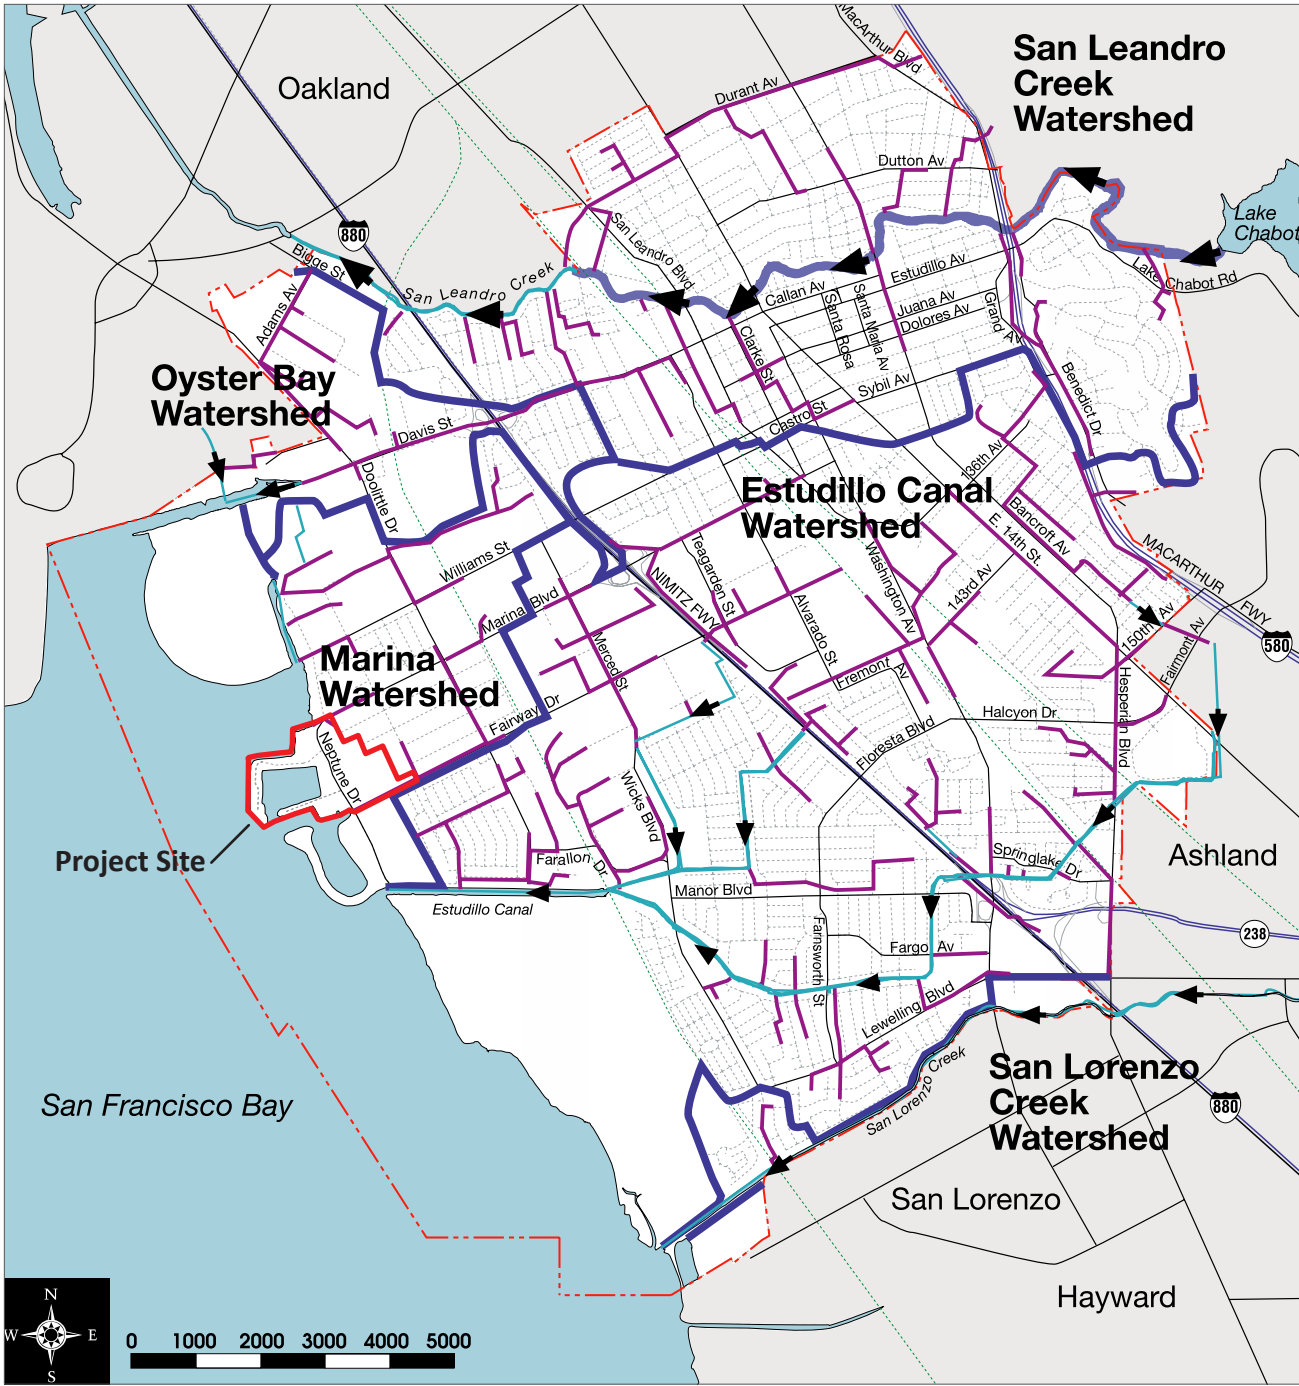 MacArthur Blvd
San Leandro
Creek
Watershed
Oakland
Durant Av
Dutton Av
Lake
Chabot
880
San Leandro Blvd
Bigge St
San Leandro Creek
Estudillo Av
Lake Chabot Rd
Callan Av
Santa Rosa
Santa Maria Av
Juana Av
Dolores Av
Grand Av
Adams Av
Clarke St
Oyster Bay
Watershed
Sybil Av
Benedict Dr
Castro St
Davis St
Doolittle Dr
136th Av
Estudillo Canal
Watershed
Bancroft Av
E. 14th St.
Williams St
Teagarden St
Washington Av
MACARTHUR FWY
NIMITZ FWY
143rd Av
Marina Blvd
Alvarado St
150th Av
Fairmont Av
580
Merced St
Marina
Watershed
Fremont Av
Hesperian Blvd
Fairway Dr
Halcyon Dr
Neptune Dr
Floresta Blvd
Wicks Blvd
Project Site
Farallon Dr.
Springlake Dr
Ashland
Manor Blvd
Estudillo Canal
Farnsworth St
Fargo Av
238
Lewelling Blvd
San Lorenzo Creek
San Lorenzo
Creek
Watershed
San Francisco Bay
880
San Lorenzo
Hayward
N
W E
S
0 1000 2000 3000 4000 5000